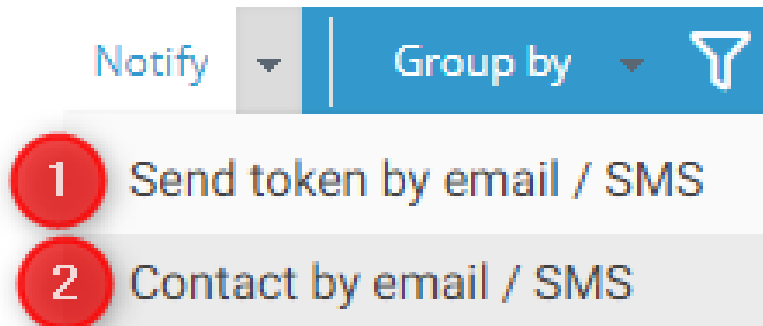 Notify Group by
1 Send token by email / SMS
2 Contact by email / SMS